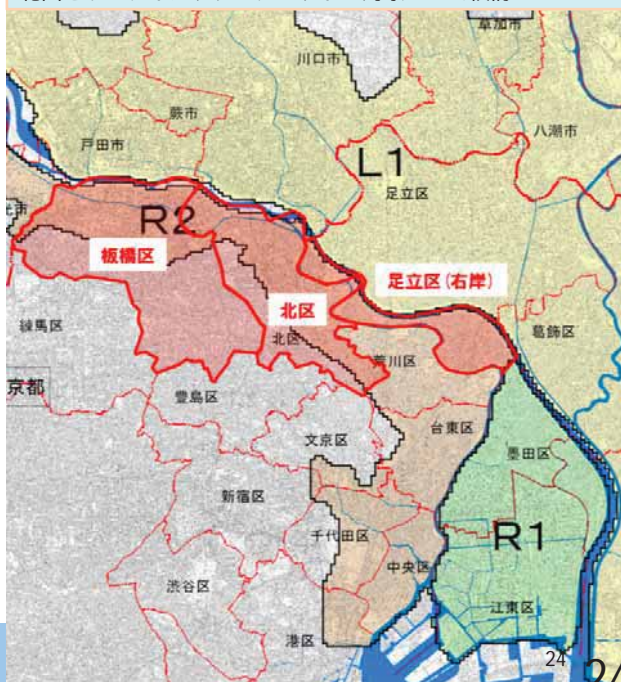 草加市
川口市
蕨市
八潮市
戸田市
L1
足立区
R2
板橋区
足立区(右岸)
北区
葛飾区
練馬区
北区
荒川区
京都
豊島区
台東区
文京区
墨田区
新宿区
千代田区
R1
中央区
渋谷区
江東区
港区
24